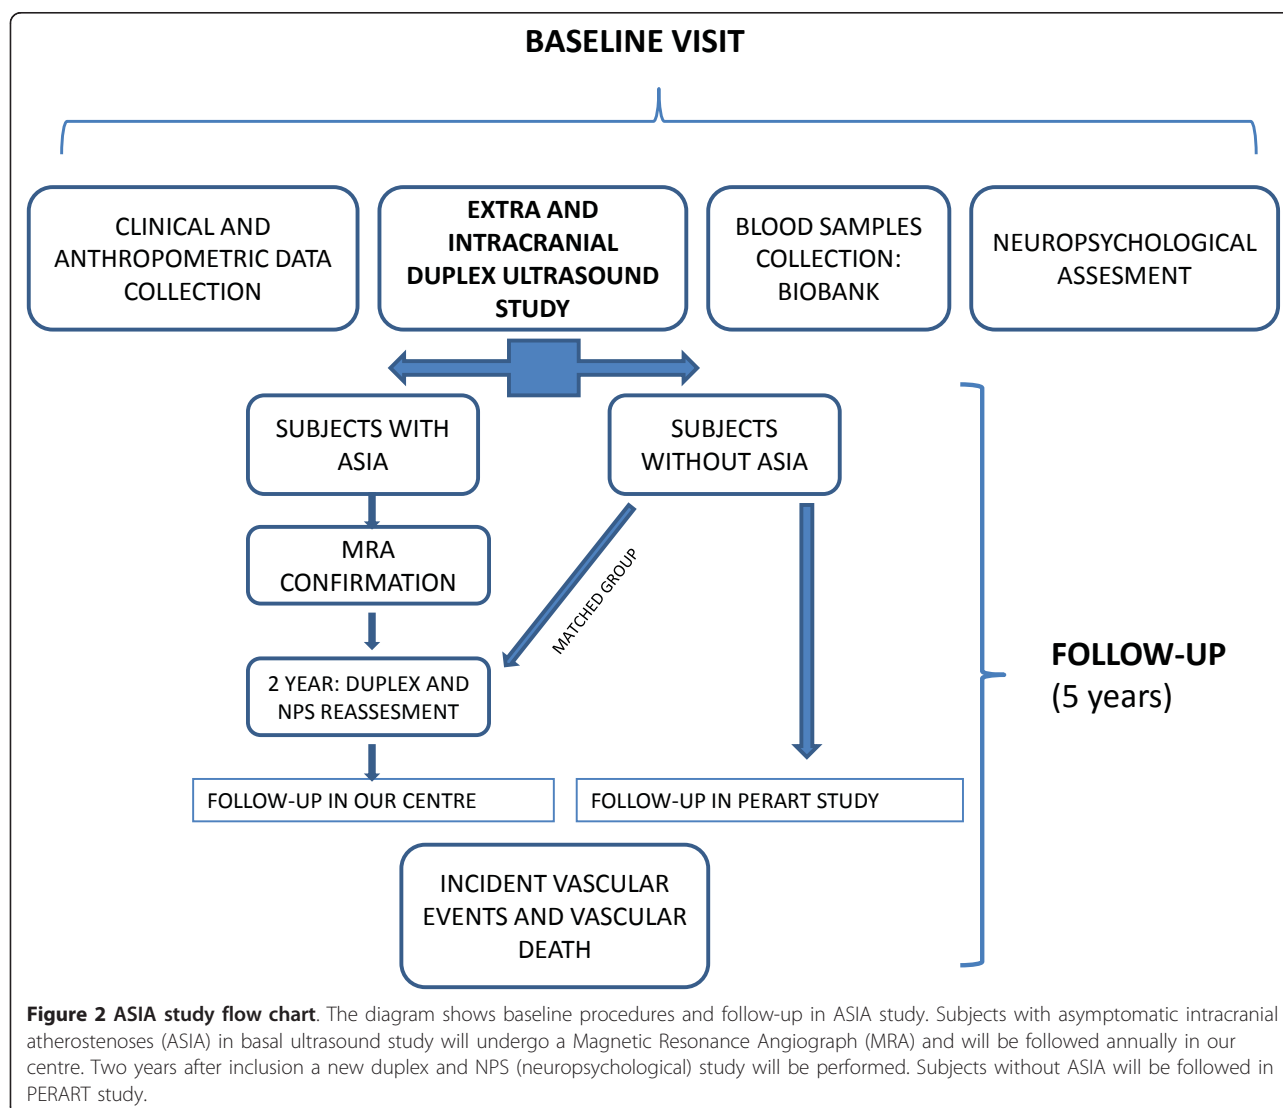 BASELINE VISIT
CLINICAL AND
ANTHROPOMETRIC DATA
COLLECTION
EXTRA AND
INTRACRANIAL
DUPLEX ULTRASOUND
STUDY
BLOOD SAMPLES
COLLECTION:
BIOBANK
NEUROPSYCHOLOGICAL
ASSESMENT
SUBJECTS WITH
ASIA
SUBJECTS
WITHOUT ASIA
MRA
CONFIRMATION
MATCHED GROUP
2 YEAR: DUPLEX AND
NPS REASSESMENT
FOLLOW-UP
(5 years)
FOLLOW-UP IN OUR CENTRE
FOLLOW-UP IN PERART STUDY
INCIDENT VASCULAR
EVENTS AND VASCULAR
DEATH
Figure 2 ASIA study flow chart. The diagram shows baseline procedures and follow-up in ASIA study. Subjects with asymptomatic intracranial
atherostenoses (ASIA) in basal ultrasound study will undergo a Magnetic Resonance Angiograph (MRA) and will be followed annually in our
centre. Two years after inclusion a new duplex and NPS (neuropsychological) study will be performed. Subjects without ASIA will be followed in
PERART study.